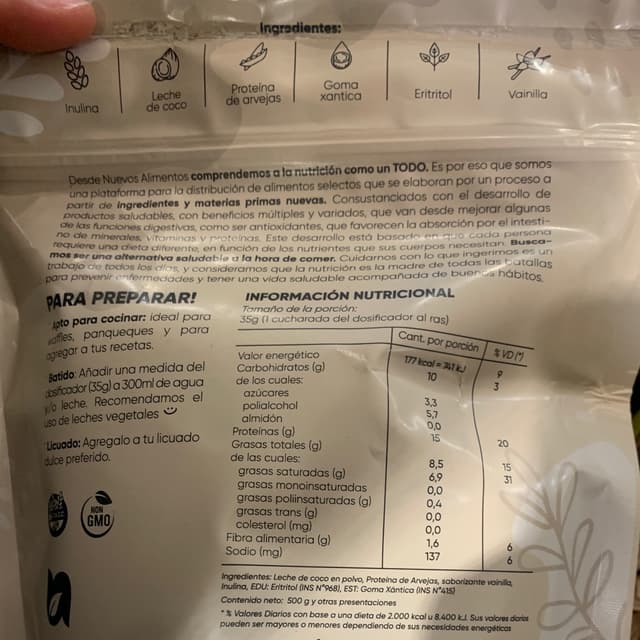 Ingredientes:
Inulina
Leche
de coco
Proteína
de arvejas
Goma
xantica
Eritritol
Vainilla
Desde Nuevos Alimentos comprendemos a la nutrición como un TODO. Es por eso que somos
una plataforma para la distribución de alimentos selectos que se elaboran por un proceso a
partir de ingredientes y materias primas nuevas. Consustanciados con el desarrollo de
productos saludables, con beneficios múltiples y variados, que van desde mejorar algunas
de las funciones digestivas, como ser antioxidantes, que favorecen la absorción por el intesti-
no de minerales, vitaminas y proteínas. Este desarrollo está basado en que cada persona
requiere una dieta diferente, en función de los nutrientes que sus cuerpos necesitan. Busca-
mos ser una alternativa saludable a la hora de comer. Cuidarnos con lo que ingerimos es un
trabajo de todos los días, y consideramos que la nutrición es la madre de todas las batallas
para prevenir enfermedades y tener una vida saludable acompañada de buenos hábitos.
PARA PREPARAR!
Apto para cocinar: ideal para
waffles, panqueques y para
agregar a tus recetas.
Batido: Añadir una medida del
dosificador (35g) a 300ml de agua
y/o leche. Recomendamos el
uso de leches vegetales
Licuado: Agregalo a tu licuado
dulce preferido.
NON
GMO
INFORMACIÓN NUTRICIONAL
Tamaño de la porción:
35g (1 cucharada del dosificador al ras)
Cant. por porción % VD (*)
Valor energético 177 kcal = 741 kJ 9
Carbohidratos (g) 10 3
de los cuales:
azúcares 3,3
polialcohol 5,7
almidón 0,0
Proteínas (g) 15 20
Grasas totales (g) 8,5 15
de las cuales:
grasas saturadas (g) 6,9 31
grasas monoinsaturadas 0,0
grasas poliinsaturadas (g) 0,4
grasas trans (g) 0,0
colesterol (mg) 0,0
Fibra alimentaria (g) 1,6 6
Sodio (mg) 137 6
Ingredientes: Leche de coco en polvo, Proteína de Arvejas, saborizante vainilla,
Inulina, EDU: Eritritol (INS Nº968), EST: Goma Xántica (INS Nº415)
Contenido neto: 500 g y otras presentaciones
* % Valores Diarios con base a una dieta de 2.000 kcal u 8.400 kJ. Sus valores diarios
pueden ser mayores o menores dependiendo de sus necesidades energéticas